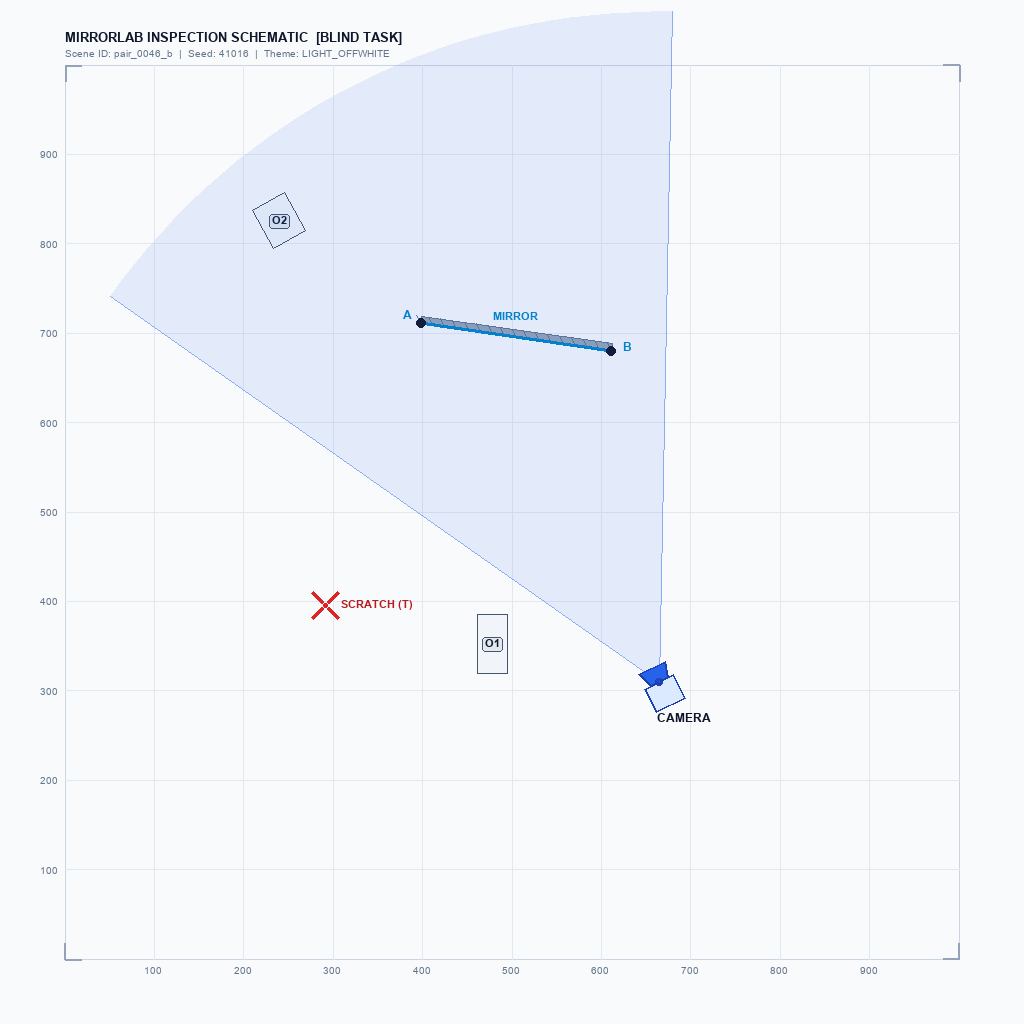 MIRRORLAB INSPECTION SCHEMATIC [BLIND TASK]
Scene ID: pair_0046_b | Seed: 41016 | Theme: LIGHT_OFFWHITE
900
800
700
600
500
400
300
200
100
O2
A
MIRROR
B
SCRATCH (T)
O1
CAMERA
100 200 300 400 500 600 700 800 900